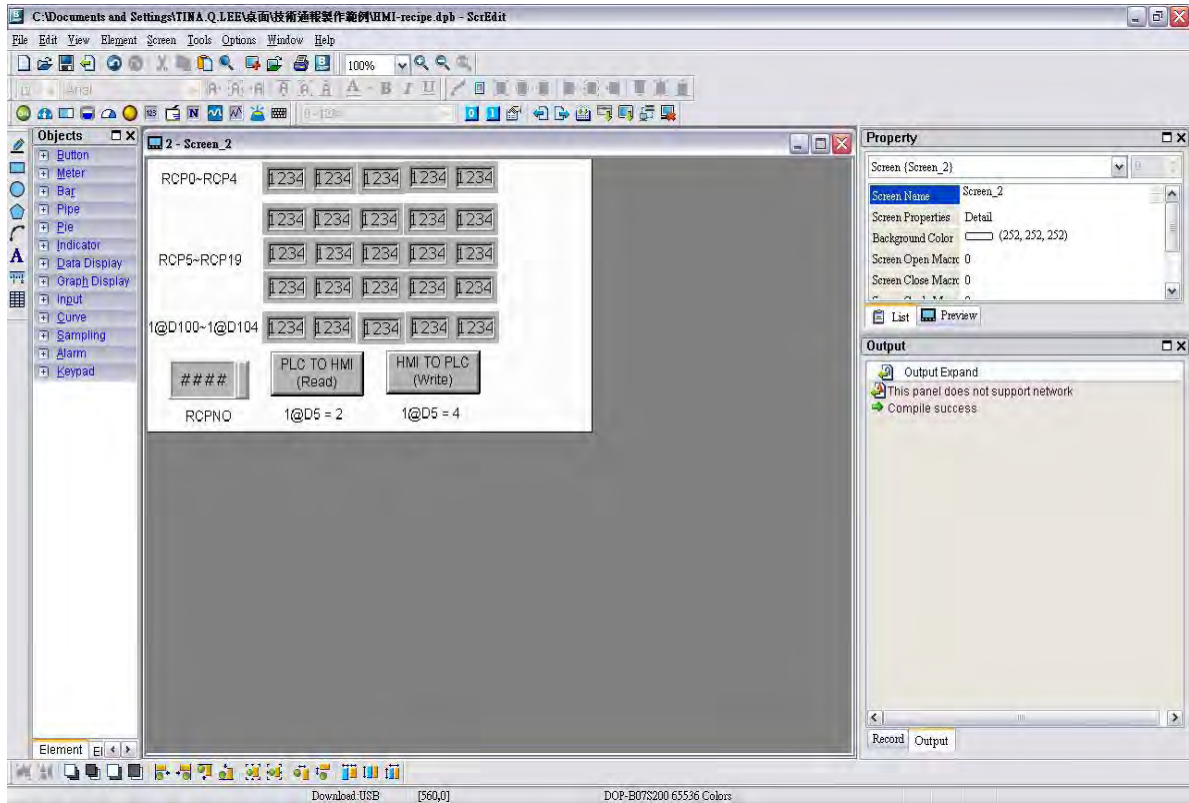 C:\Documents and Settings\TINA.Q.LEE\桌面\技術通報製作範例\HMI-recipe.dpb - ScrEdit
File Edit View Element Screen Tools Options Window Help
100%
Arial
Objects
Button
Meter
Bar
Pipe
Pie
Indicator
Data Display
Graph Display
Input
Curve
Sampling
Alarm
Keypad
Element El
2 - Screen_2
RCP0~RCP4 1234 1234 1234 1234 1234
1234 1234 1234 1234 1234
RCP5~RCP19 1234 1234 1234 1234 1234
1234 1234 1234 1234 1234
1@D100~1@D104 1234 1234 1234 1234 1234
#### PLC TO HMI (Read) HMI TO PLC (Write)
RCPNO 1@D5 = 2 1@D5 = 4
Property
Screen {Screen_2} 0
Screen Name Screen_2
Screen Properties Detail
Background Color (252, 252, 252)
Screen Open Macro 0
Screen Close Macr 0
List Preview
Output
Output Expand
This panel does not support network
Compile success
Record Output
Download:USB [560,0] DOP-B07S200 65536 Colors